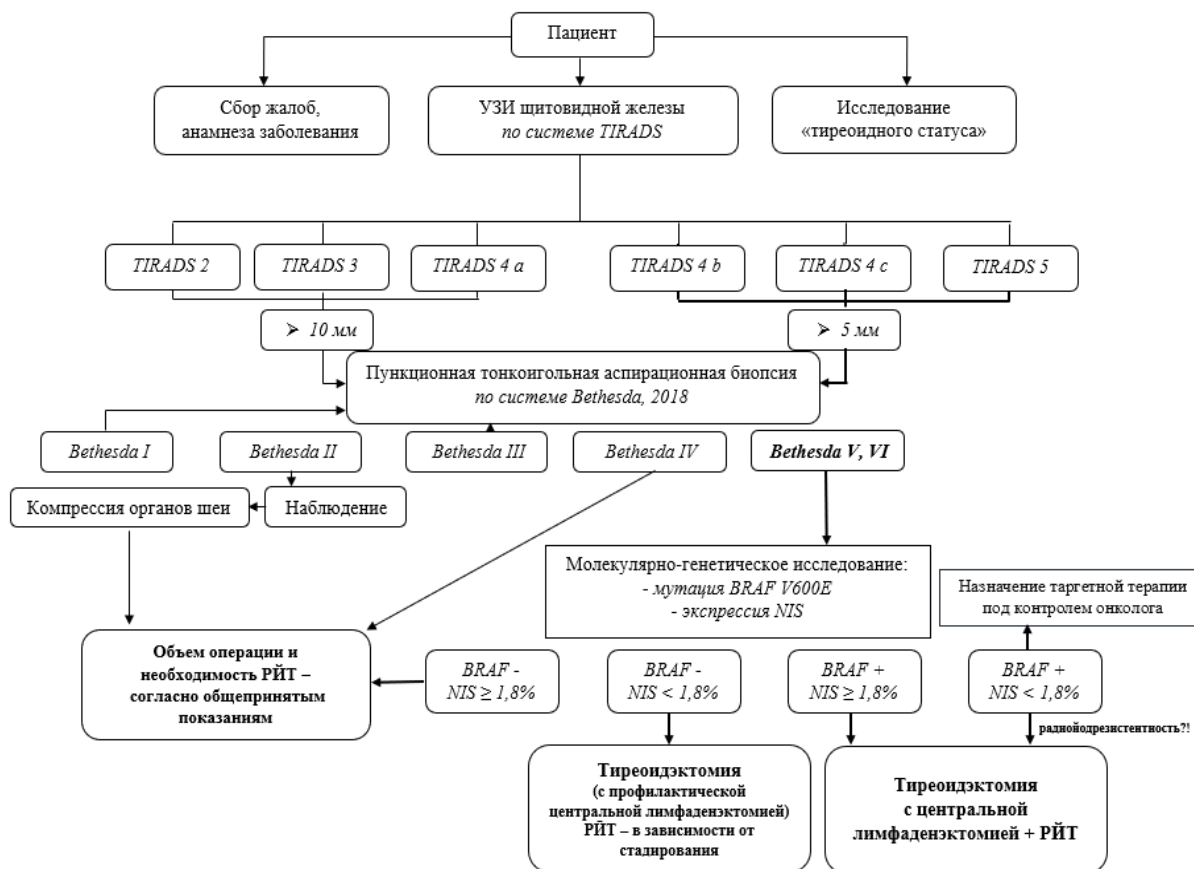 Пациент
Сбор жалоб,
анамнеза заболевания
УЗИ щитовидной железы
по системе TIRADS
Исследование
«тиреоидного статуса»
TIRADS 2
TIRADS 3
TIRADS 4 a
TIRADS 4 b
TIRADS 4 c
TIRADS 5
➢ 10 мм
➢ 5 мм
Пункционная тонкоигольная аспирационная биопсия
по системе Bethesda, 2018
Bethesda I
Bethesda II
Bethesda III
Bethesda IV
Bethesda V, VI
Компрессия органов шеи
Наблюдение
Молекулярно-генетическое исследование:
- мутация BRAF V600E
- экспрессия NIS
Назначение таргетной терапии
под контролем онколога
Объем операции и
необходимость РЙТ –
согласно общепринятым
показаниям
BRAF -
NIS ≥ 1,8%
BRAF -
NIS < 1,8%
BRAF +
NIS ≥ 1,8%
BRAF +
NIS < 1,8%
радиойодрезистентность?!
Тиреоидэктомия
(с профилактической
центральной лимфаденэктомией)
РЙТ – в зависимости от
стадирования
Тиреоидэктомия
с центральной
лимфаденэктомией + РЙТ